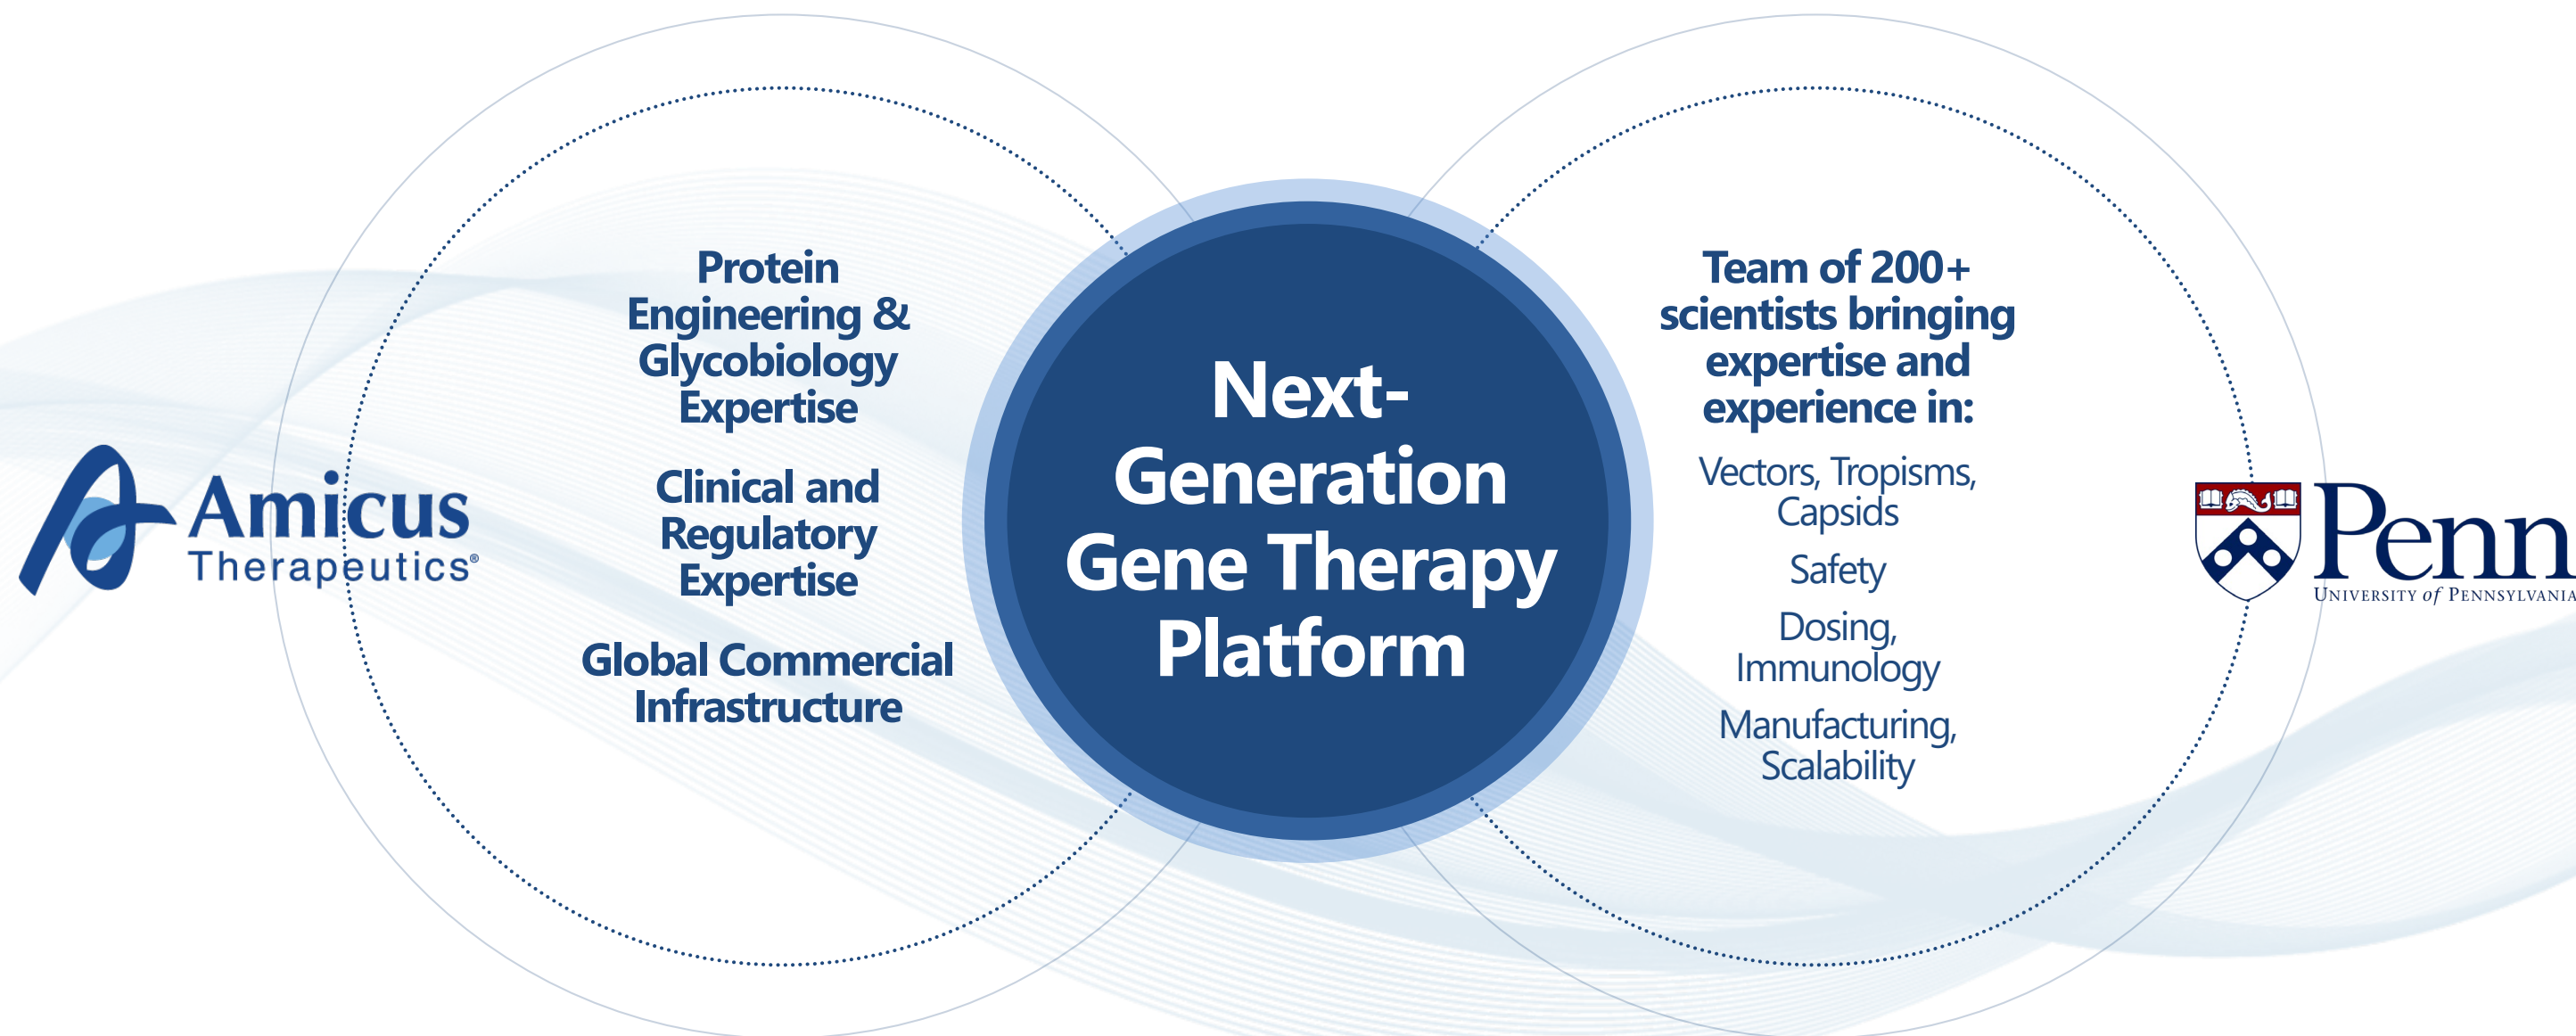 Amicus
Therapeutics®
Protein
Engineering &
Glycobiology
Expertise
Clinical and
Regulatory
Expertise
Global Commercial
Infrastructure
Next-
Generation
Gene Therapy
Platform
Team of 200+
scientists bringing
expertise and
experience in:
Vectors, Tropisms,
Capsids
Safety
Dosing,
Immunology
Manufacturing,
Scalability
Penn
UNIVERSITY of PENNSYLVANIA